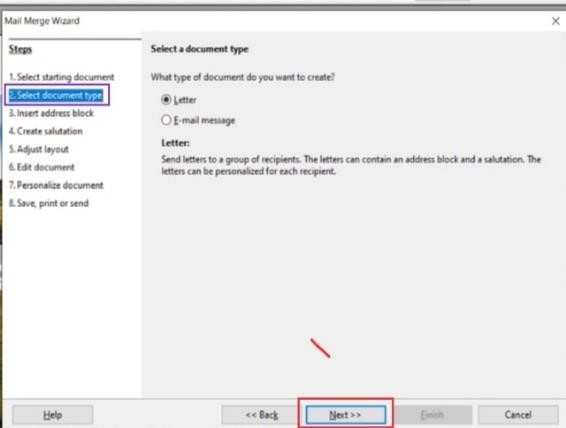 Mail Merge Wizard
Steps
1. Select starting document
2. Select document type
3. Insert address block
4. Create salutation
5. Adjust layout
6. Edit document
7. Personalize document
8. Save, print or send
Select a document type
What type of document do you want to create?
Letter
E-mail message
Letter:
Send letters to a group of recipients. The letters can contain an address block and a salutation. The
letters can be personalized for each recipient.
Help
<< Back
Next >>
Finish
Cancel